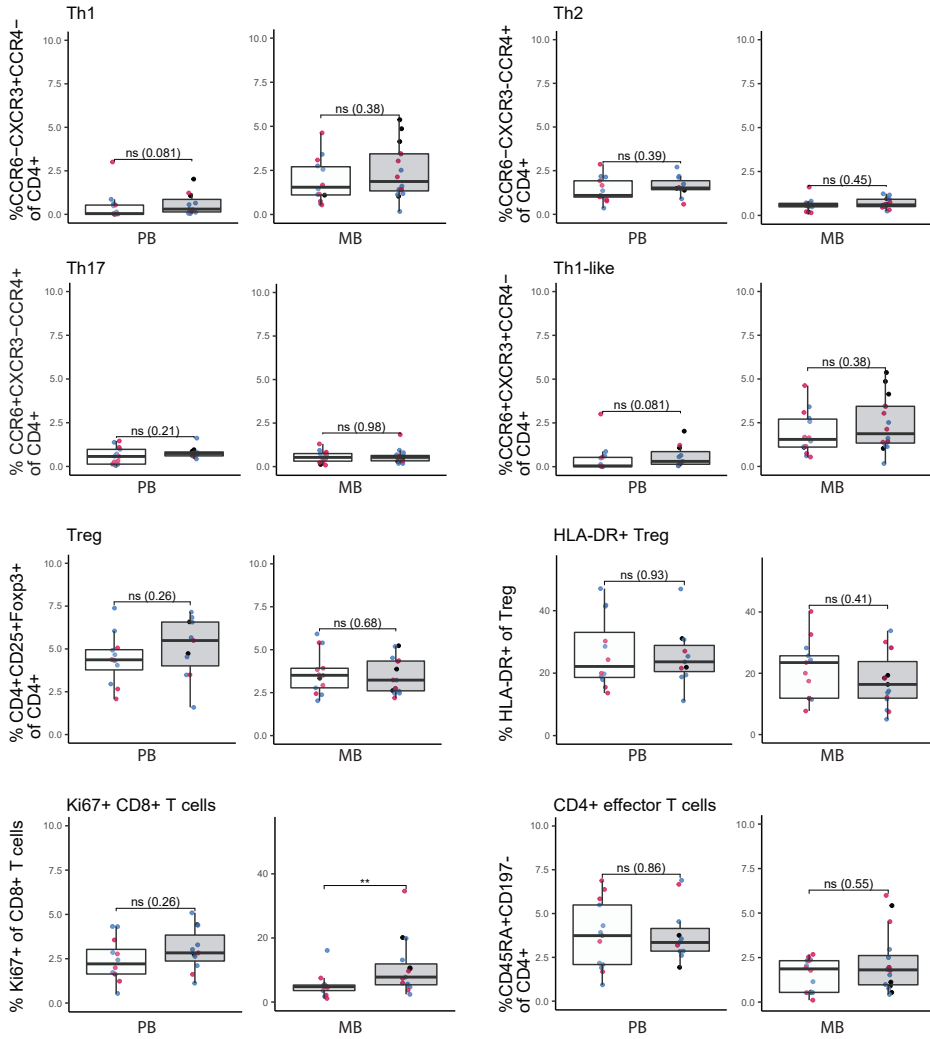 Th1
%CCR6−CXCR3+CCR4−
of CD4+
10.0
7.5
5.0
2.5
0.0
ns (0.081)
PB
10.0
7.5
5.0
2.5
0.0
ns (0.38)
MB
Th2
%CCR6−CXCR3-CCR4+
of CD4+
10.0
7.5
5.0
2.5
0.0
ns (0.39)
PB
10.0
7.5
5.0
2.5
0.0
ns (0.45)
MB
Th17
% CCR6+CXCR3−CCR4+
of CD4+
10.0
7.5
5.0
2.5
0.0
ns (0.21)
PB
10.0
7.5
5.0
2.5
0.0
ns (0.98)
MB
Th1-like
%CCR6+CXCR3+CCR4−
of CD4+
10.0
7.5
5.0
2.5
0.0
ns (0.081)
PB
10.0
7.5
5.0
2.5
0.0
ns (0.38)
MB
Treg
% CD4+CD25+Foxp3+
of CD4+
10.0
7.5
5.0
2.5
0.0
ns (0.26)
PB
10.0
7.5
5.0
2.5
0.0
ns (0.68)
MB
HLA-DR+ Treg
% HLA-DR+ of Treg
40
20
0
ns (0.93)
PB
40
20
0
ns (0.41)
MB
Ki67+ CD8+ T cells
% Ki67+ of CD8+ T cells
10.0
7.5
5.0
2.5
0.0
ns (0.26)
PB
40
20
0
**
MB
CD4+ effector T cells
%CD45RA+CD197-
of CD4+
10.0
7.5
5.0
2.5
0.0
ns (0.86)
PB
10.0
7.5
5.0
2.5
0.0
ns (0.55)
MB